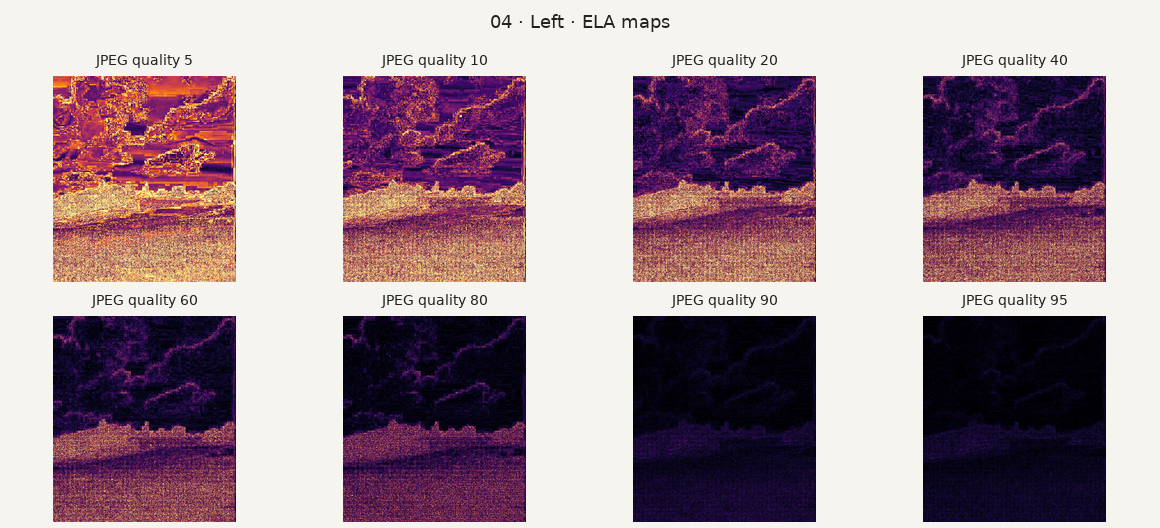 04 · Left · ELA maps
JPEG quality 5
JPEG quality 10
JPEG quality 20
JPEG quality 40
JPEG quality 60
JPEG quality 80
JPEG quality 90
JPEG quality 95